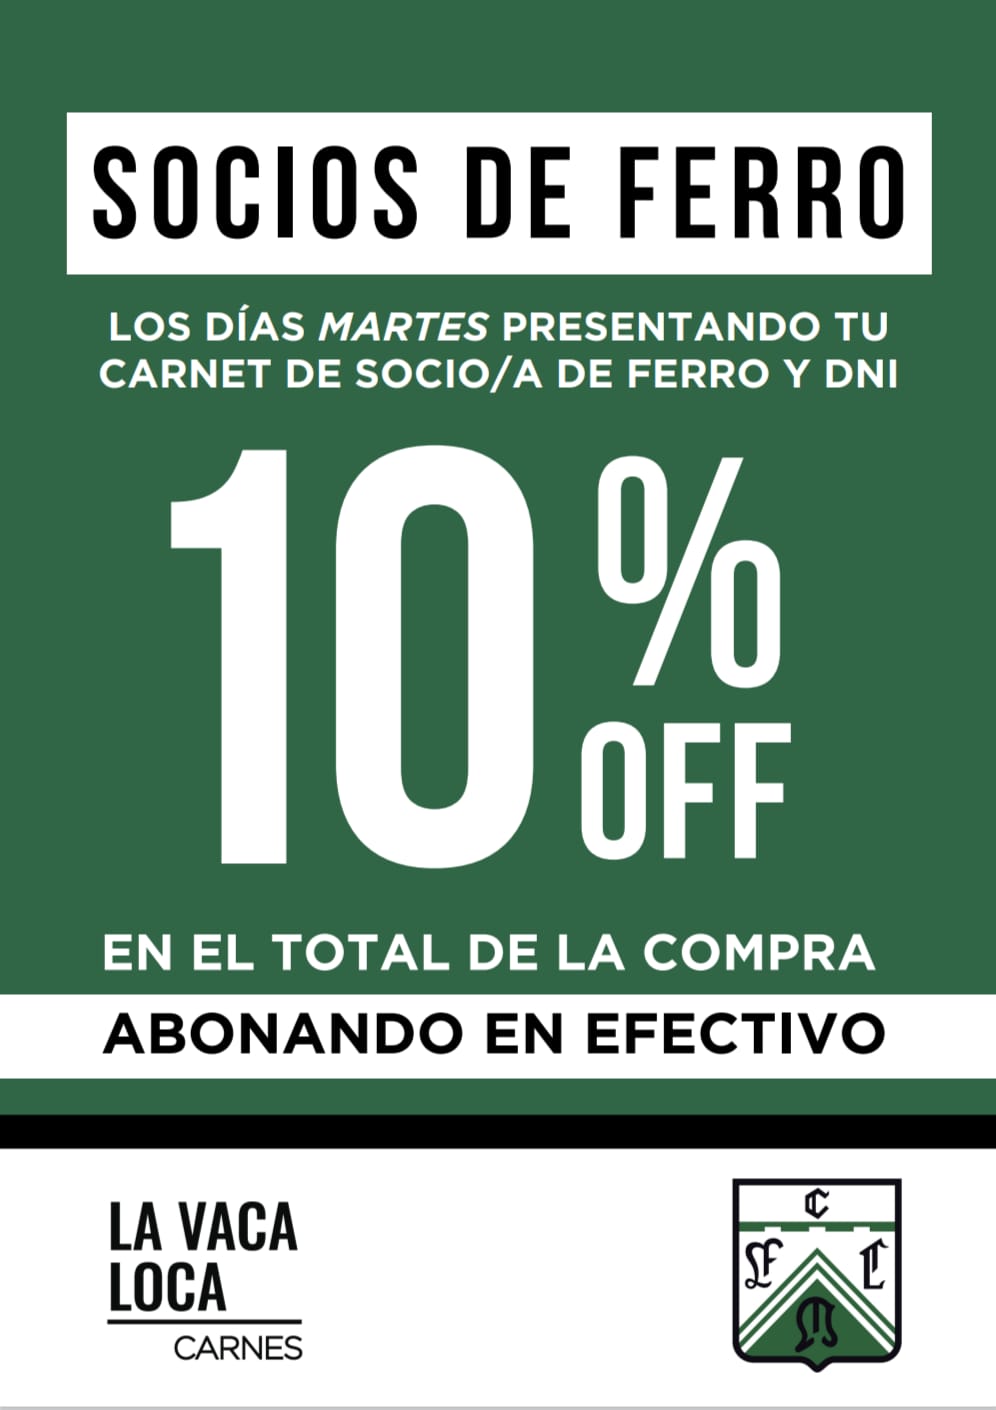 SOCIOS DE FERRO
LOS DÍAS MARTES PRESENTANDO TU
CARNET DE SOCIO/A DE FERRO Y DNI
10%
OFF
EN EL TOTAL DE LA COMPRA
ABONANDO EN EFECTIVO
LA VACA
LOCA
CARNES
C